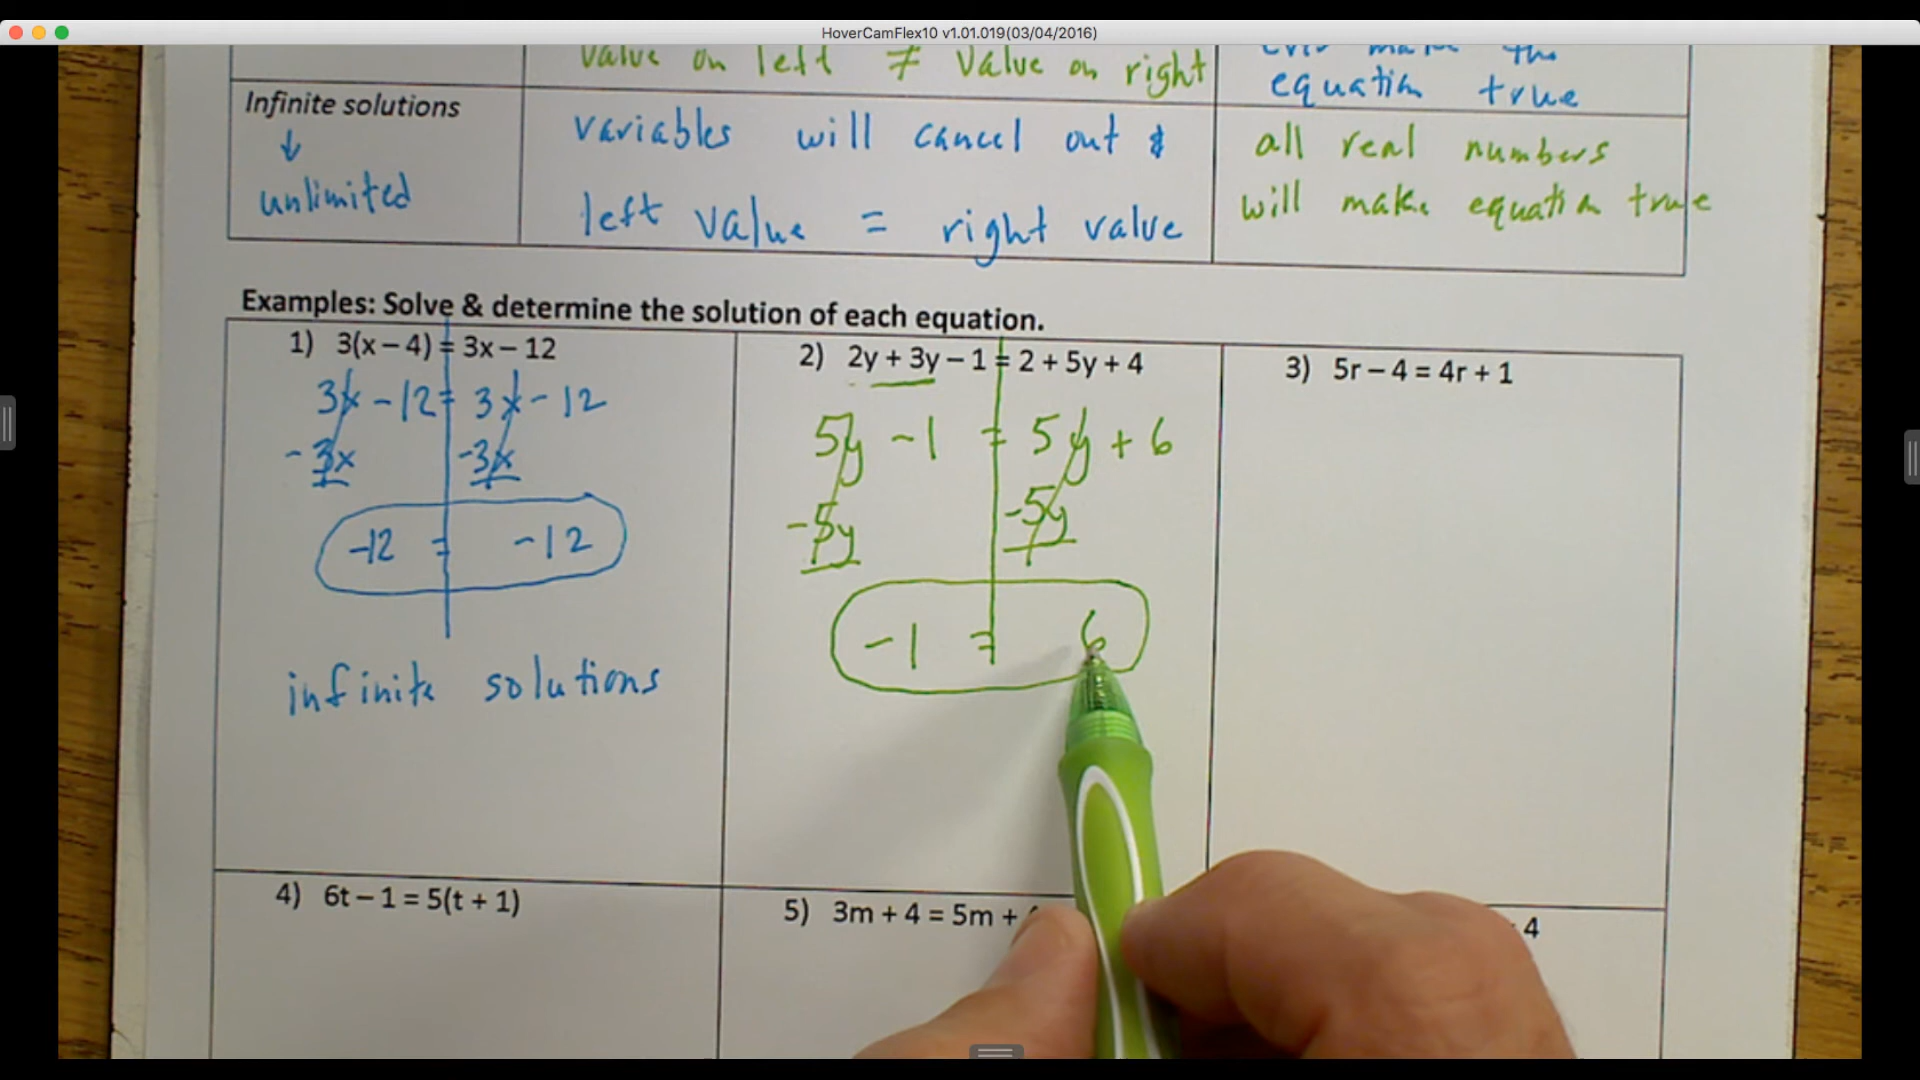 HoverCamFlex10 v1.01.019(03/04/2016)
value on left ≠ value on right
equation true
Infinite solutions
↓
unlimited
variables will cancel out &
left value = right value
all real numbers
will make equation true
Examples: Solve & determine the solution of each equation.
1) 3(x – 4) = 3x – 12
3x - 12 = 3x - 12
-3x -3x
-12 = -12
infinite solutions
2) 2y + 3y – 1 = 2 + 5y + 4
5y - 1 = 5y + 6
-5y -5y
-1 = 6
3) 5r – 4 = 4r + 1
4) 6t – 1 = 5(t + 1)
5) 3m + 4 = 5m +
4